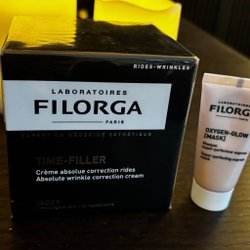 RIDES-WRINKLES
LABORATOIRES
FILORGA
PARIS
TIME-FILLER
Crème absolue correction rides
Absolute wrinkle correction cream
LABORATOIRES
FILORGA
OXYGEN-GLOW
[MASK]